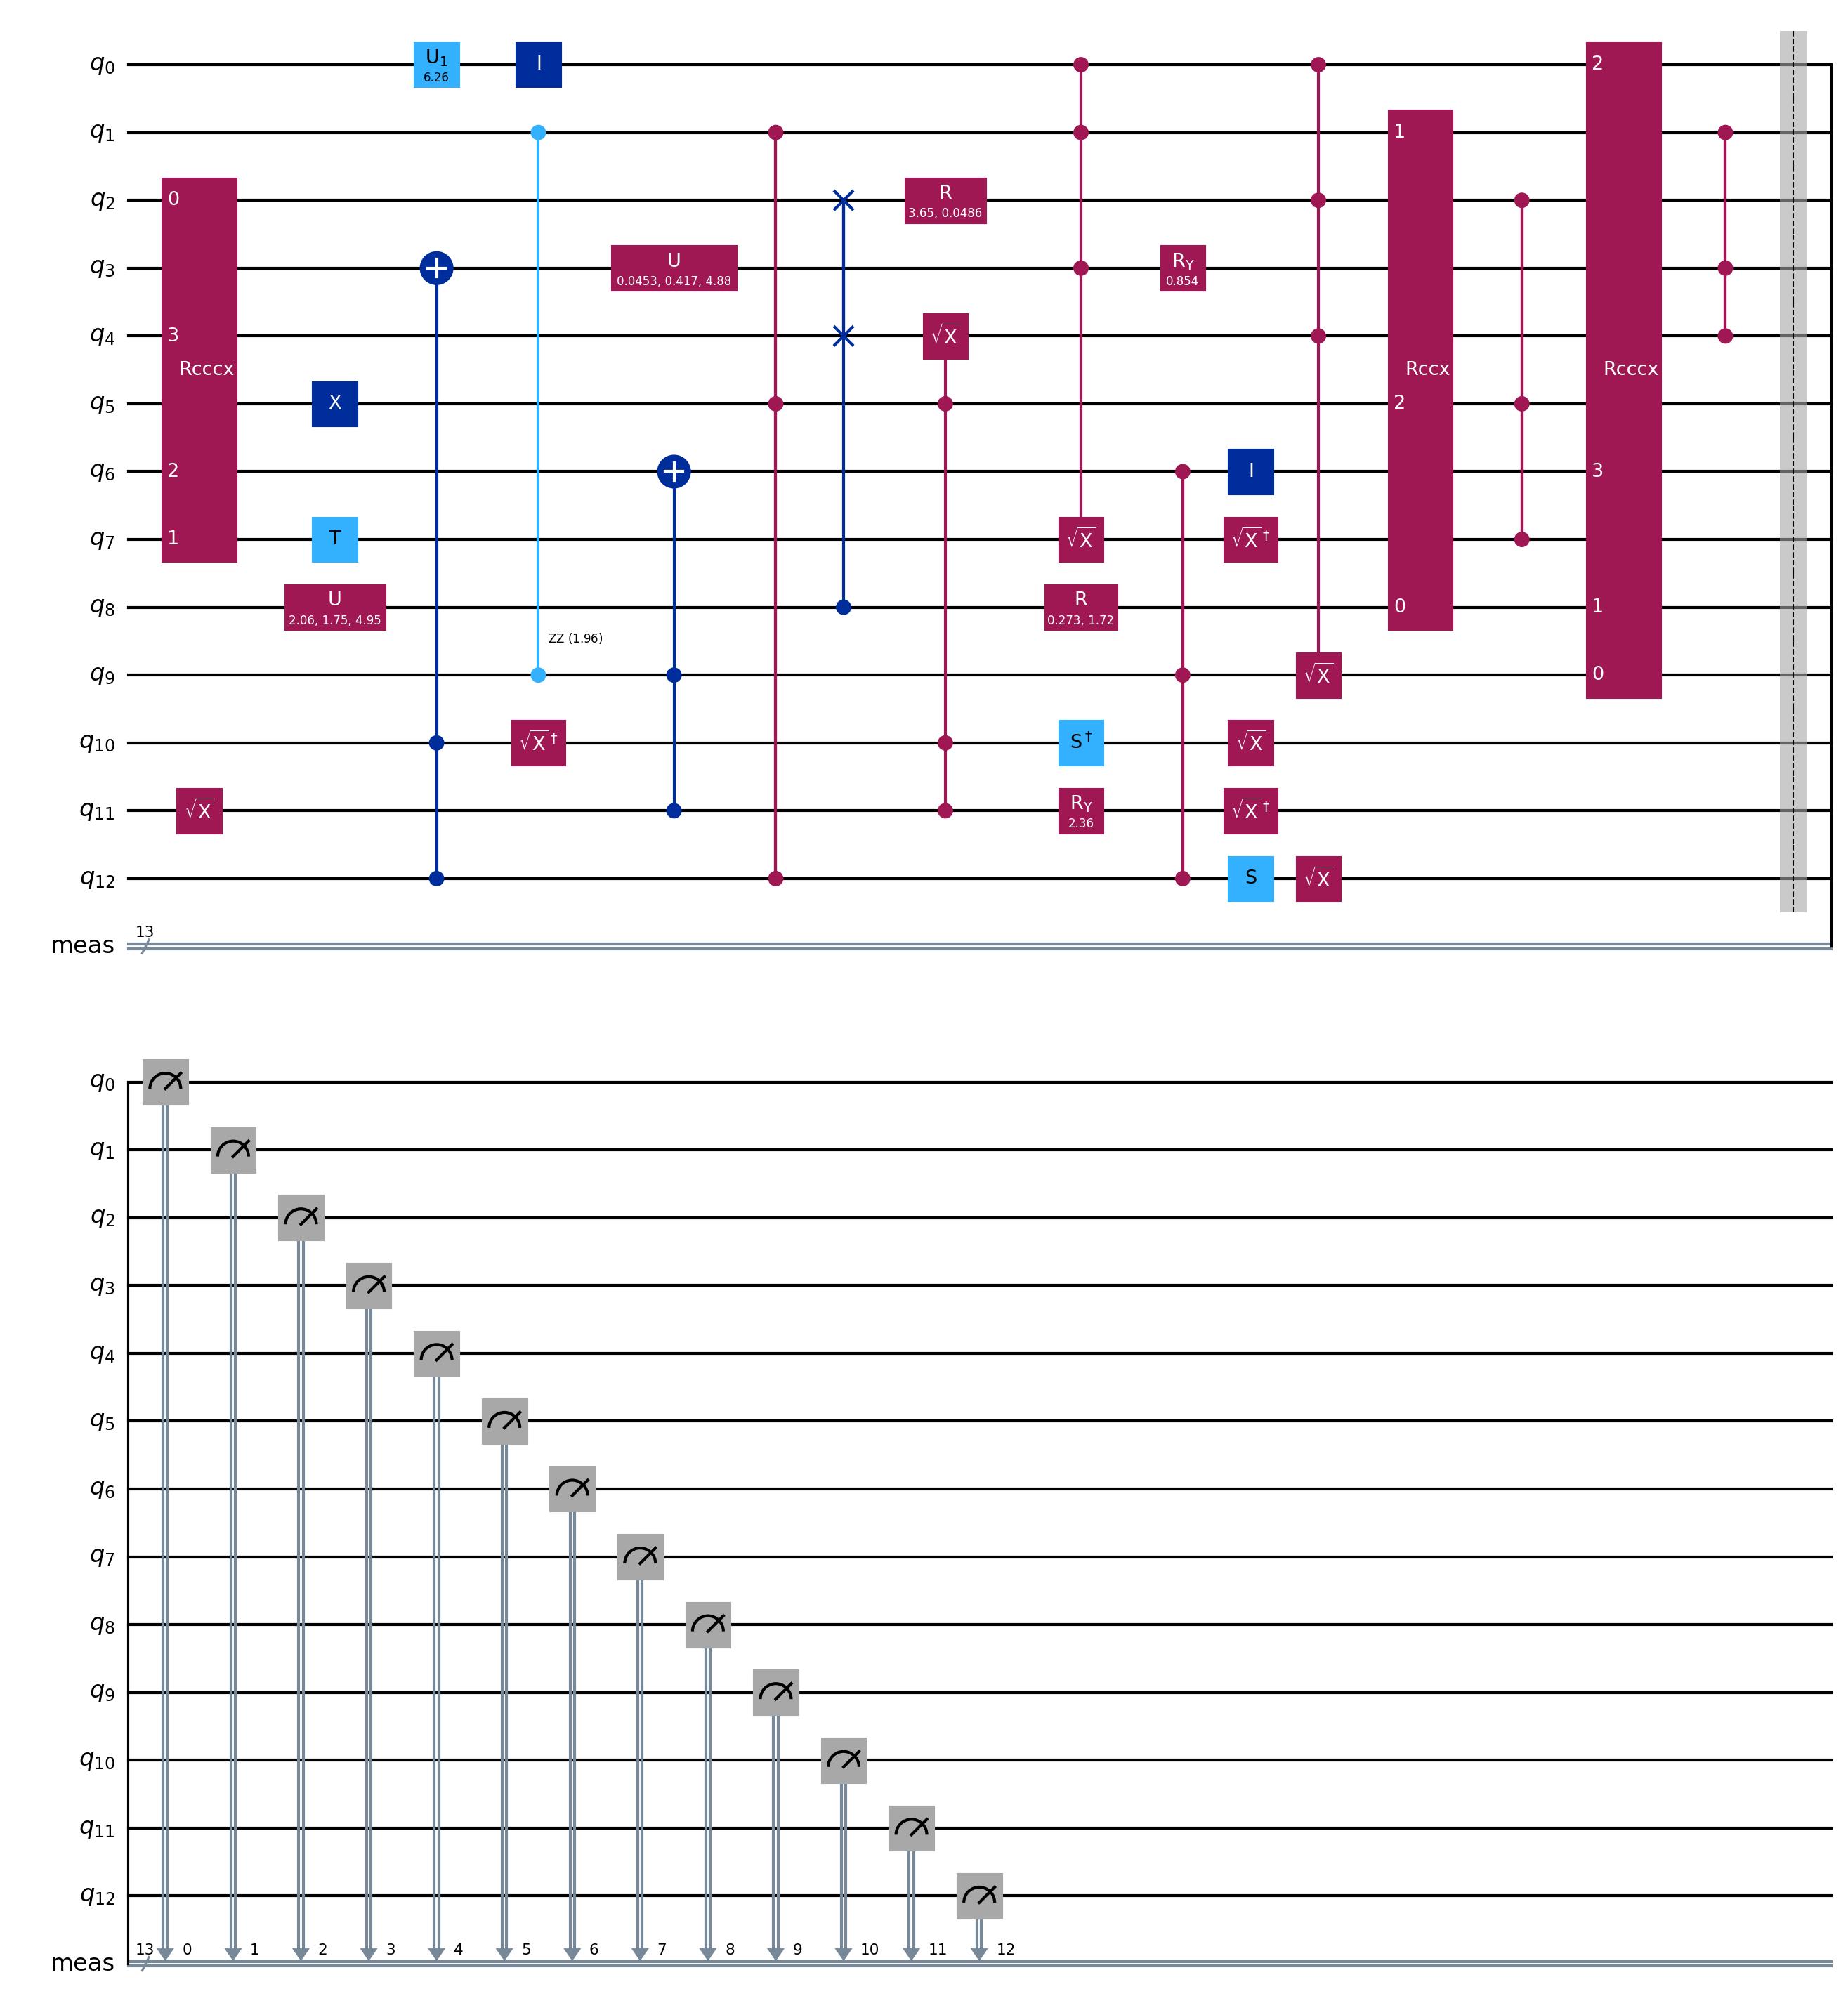 q0 U1 6.26 I 2
q1 1
q2 0 R 3.65, 0.0486
q3 U 0.0453, 0.417, 4.88 RY 0.854
q4 3 √X
Rcccx Rccx Rcccx
q5 X 2
q6 2 I 3
q7 1 T √X √X†
q8 U 2.06, 1.75, 4.95 R 0.273, 1.72 0 1
ZZ (1.96)
q9 √X 0
q10 √X† S† √X
q11 √X RY 2.36 √X†
q12 S √X
13
meas
q0
q1
q2
q3
q4
q5
q6
q7
q8
q9
q10
q11
q12
13 0 1 2 3 4 5 6 7 8 9 10 11 12
meas